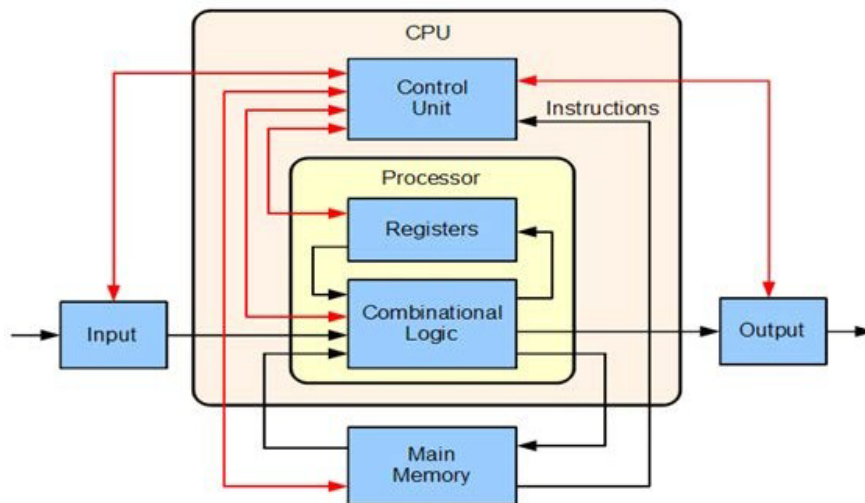 CPU
Control
Unit
Instructions
Processor
Registers
Combinational
Logic
Input
Output
Main
Memory